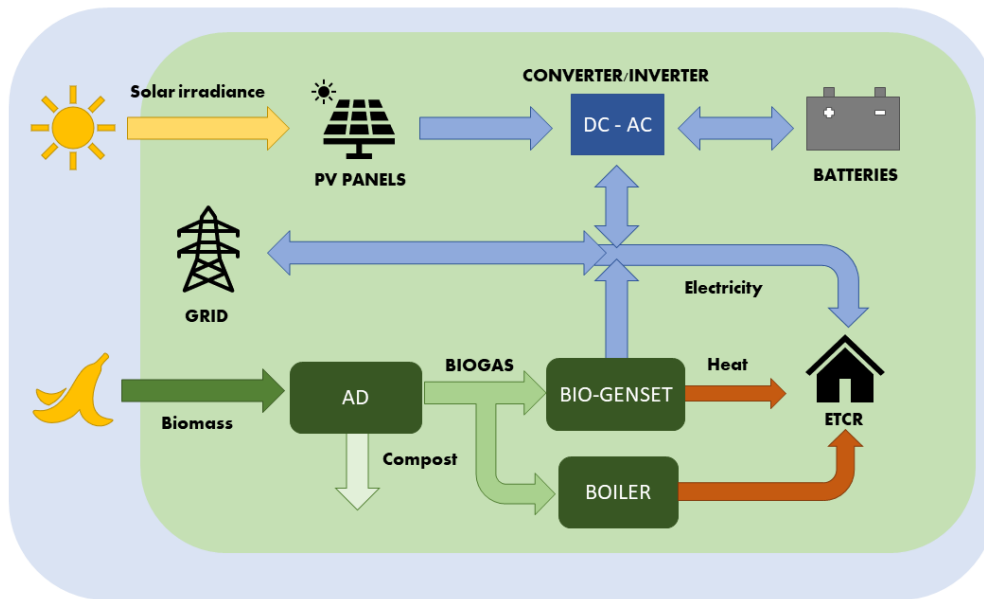 CONVERTER/INVERTER
Solar irradiance
DC - AC
PV PANELS
BATTERIES
+ -
GRID
Electricity
BIOGAS
Heat
AD
BIO-GENSET
Biomass
ETCR
Compost
BOILER